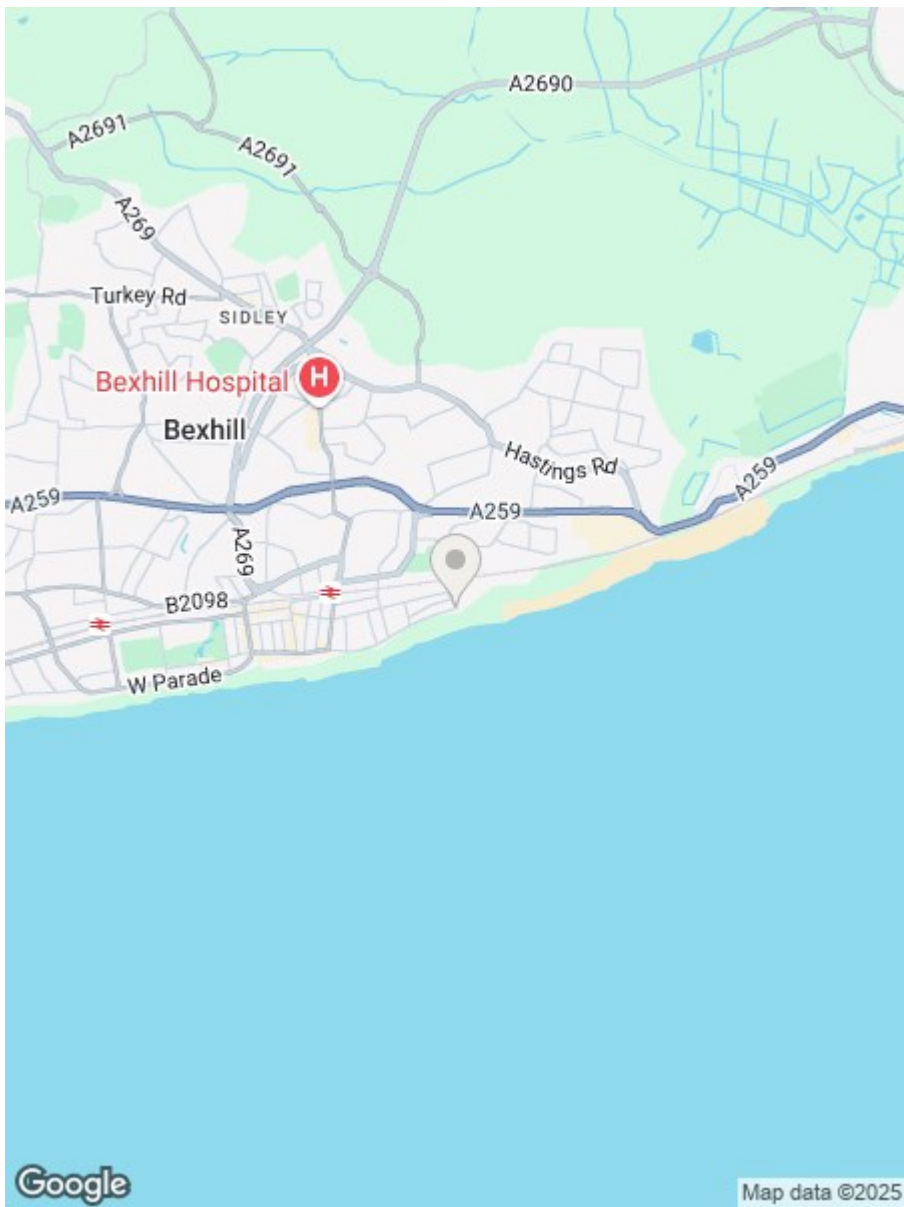 A2690
A2691
A2691
A269
Turkey Rd
SIDLEY
Bexhill Hospital H
Bexhill
Hastings Rd
A259
A259
A259
A269
B2098
W Parade
Google
Map data ©2025